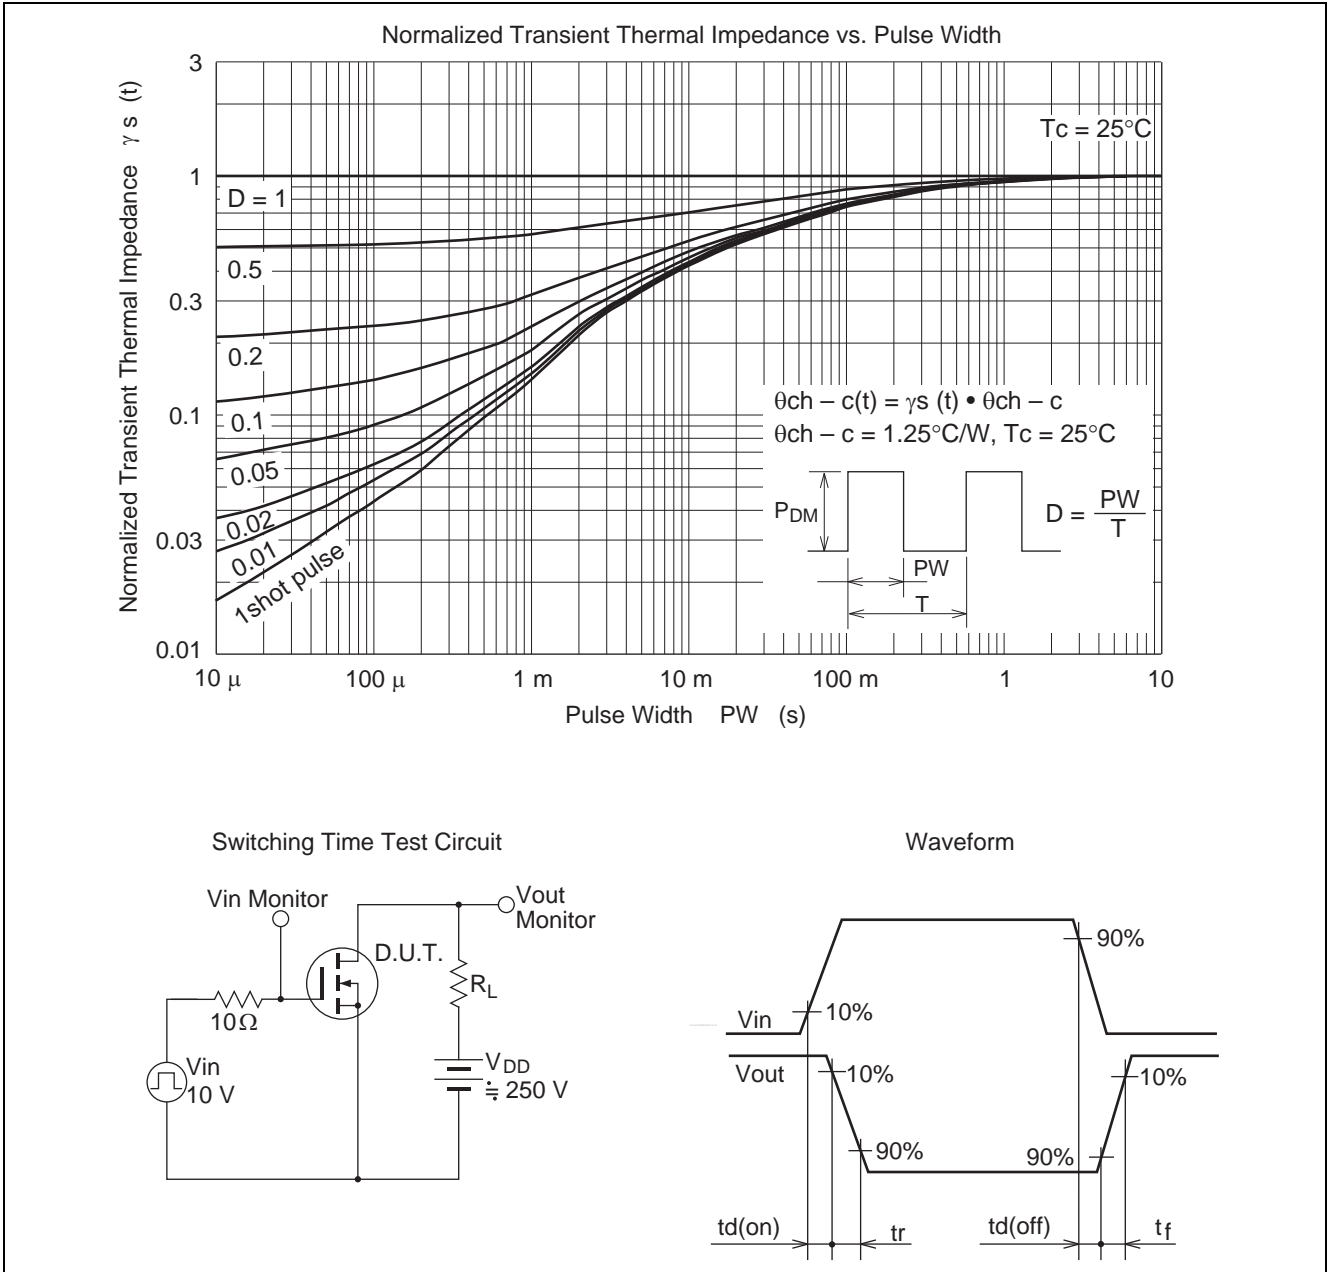 Normalized Transient Thermal Impedance vs. Pulse Width
Normalized Transient Thermal Impedance γ s (t)
3
1
0.3
0.1
0.03
0.01
Tc = 25°C
D = 1
0.5
0.2
0.1
0.05
0.02
0.01
1shot pulse
θch – c(t) = γs (t) • θch – c
θch – c = 1.25°C/W, Tc = 25°C
PDM
PW
T
D = PW
T
10 μ 100 μ 1 m 10 m 100 m 1 10
Pulse Width PW (s)
Switching Time Test Circuit
Vin Monitor
Vout
Monitor
D.U.T.
RL
10Ω
Vin
10 V
VDD
≒ 250 V
Waveform
90%
Vin
10%
Vout
10%
10%
90%
90%
td(on)
tr
td(off)
tf